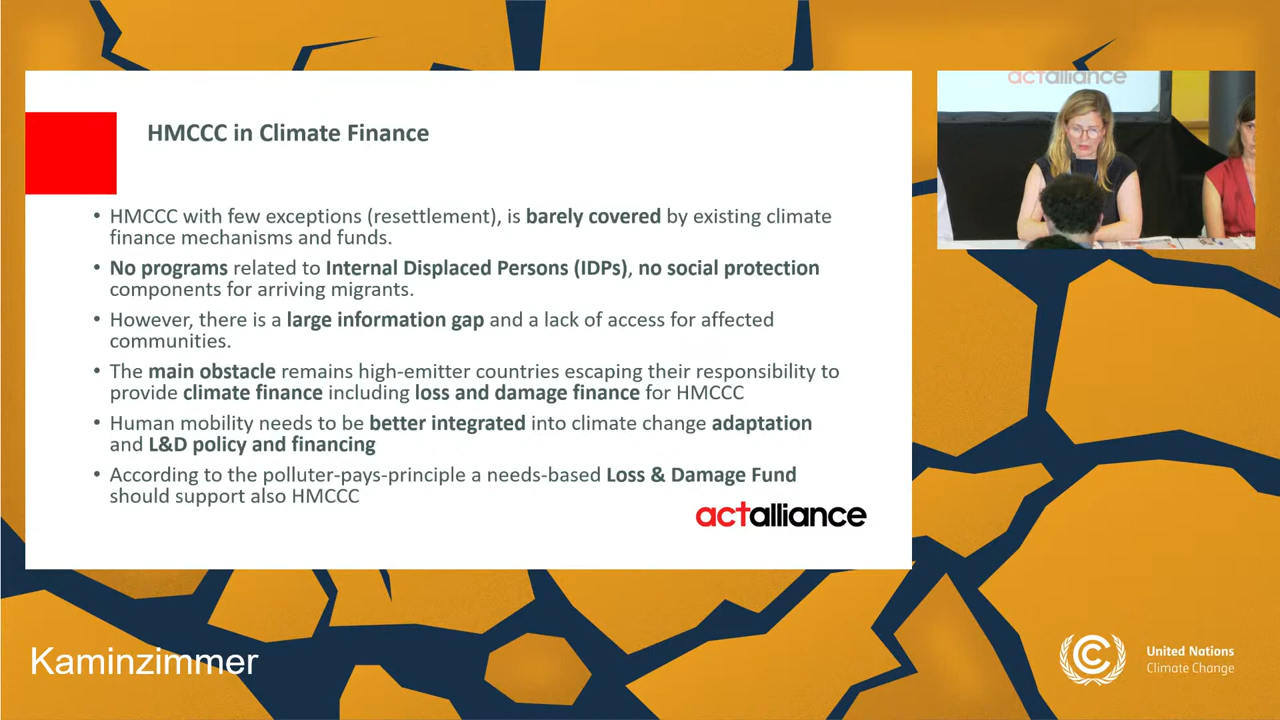 HMCCC in Climate Finance
• HMCCC with few exceptions (resettlement), is barely covered by existing climate
finance mechanisms and funds.
• No programs related to Internal Displaced Persons (IDPs), no social protection
components for arriving migrants.
• However, there is a large information gap and a lack of access for affected
communities.
• The main obstacle remains high-emitter countries escaping their responsibility to
provide climate finance including loss and damage finance for HMCCC
• Human mobility needs to be better integrated into climate change adaptation
and L&D policy and financing
• According to the polluter-pays-principle a needs-based Loss & Damage Fund
should support also HMCCC
actalliance
actalliance
Kaminzimmer
United Nations
Climate Change